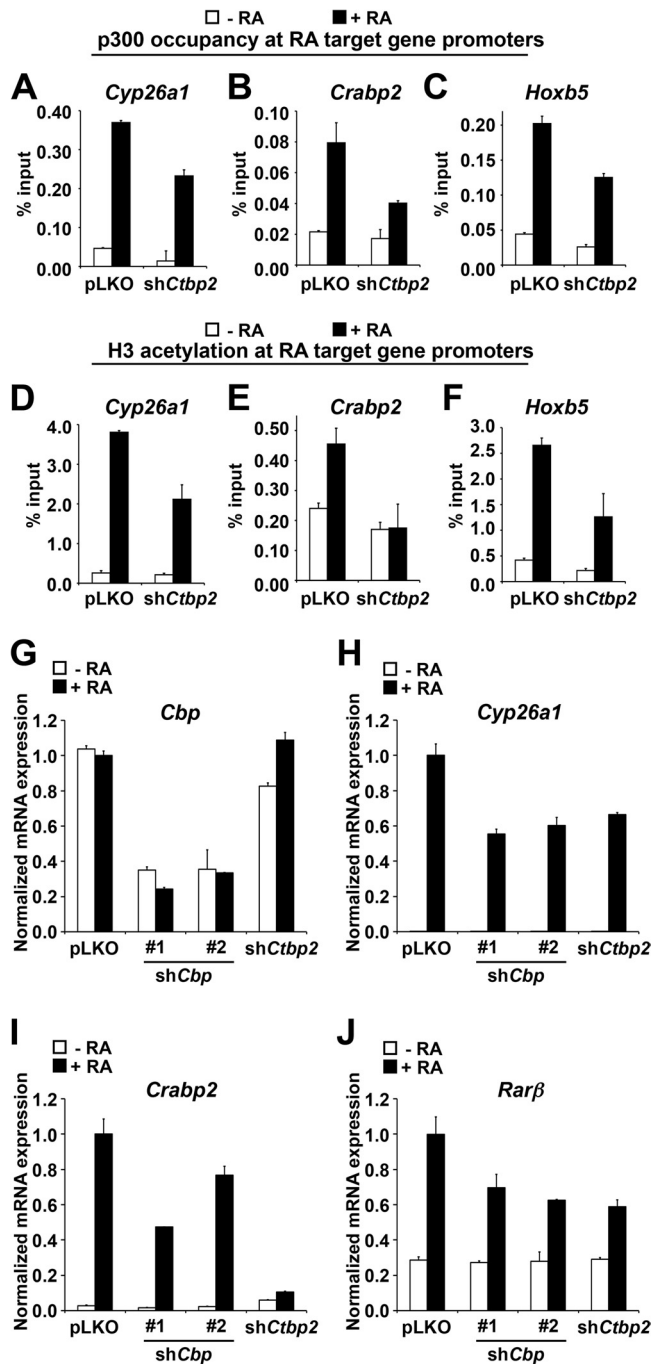 - RA + RA
p300 occupancy at RA target gene promoters
A Cyp26a1
% input
0.40
0.30
0.20
0.10
0.00
pLKO shCtbp2
B Crabp2
% input
0.10
0.08
0.06
0.04
0.02
0.00
pLKO shCtbp2
C Hoxb5
% input
0.20
0.15
0.10
0.05
0.00
pLKO shCtbp2
- RA + RA
H3 acetylation at RA target gene promoters
D Cyp26a1
% input
4.0
3.0
2.0
1.0
0.0
pLKO shCtbp2
E Crabp2
% input
0.50
0.40
0.30
0.20
0.10
0.00
pLKO shCtbp2
F Hoxb5
% input
3.0
2.5
2.0
1.5
1.0
0.5
0.0
pLKO shCtbp2
G
- RA
+ RA
Cbp
Normalized mRNA expression
1.2
1.0
0.8
0.6
0.4
0.2
0.0
pLKO #1 #2 shCtbp2
shCbp
H
- RA
+ RA
Cyp26a1
Normalized mRNA expression
1.2
1.0
0.8
0.6
0.4
0.2
0.0
pLKO #1 #2 shCtbp2
shCbp
I
- RA
+ RA
Crabp2
Normalized mRNA expression
1.2
1.0
0.8
0.6
0.4
0.2
0.0
pLKO #1 #2 shCtbp2
shCbp
J
- RA
+ RA
Rarβ
Normalized mRNA expression
1.2
1.0
0.8
0.6
0.4
0.2
0.0
pLKO #1 #2 shCtbp2
shCbp